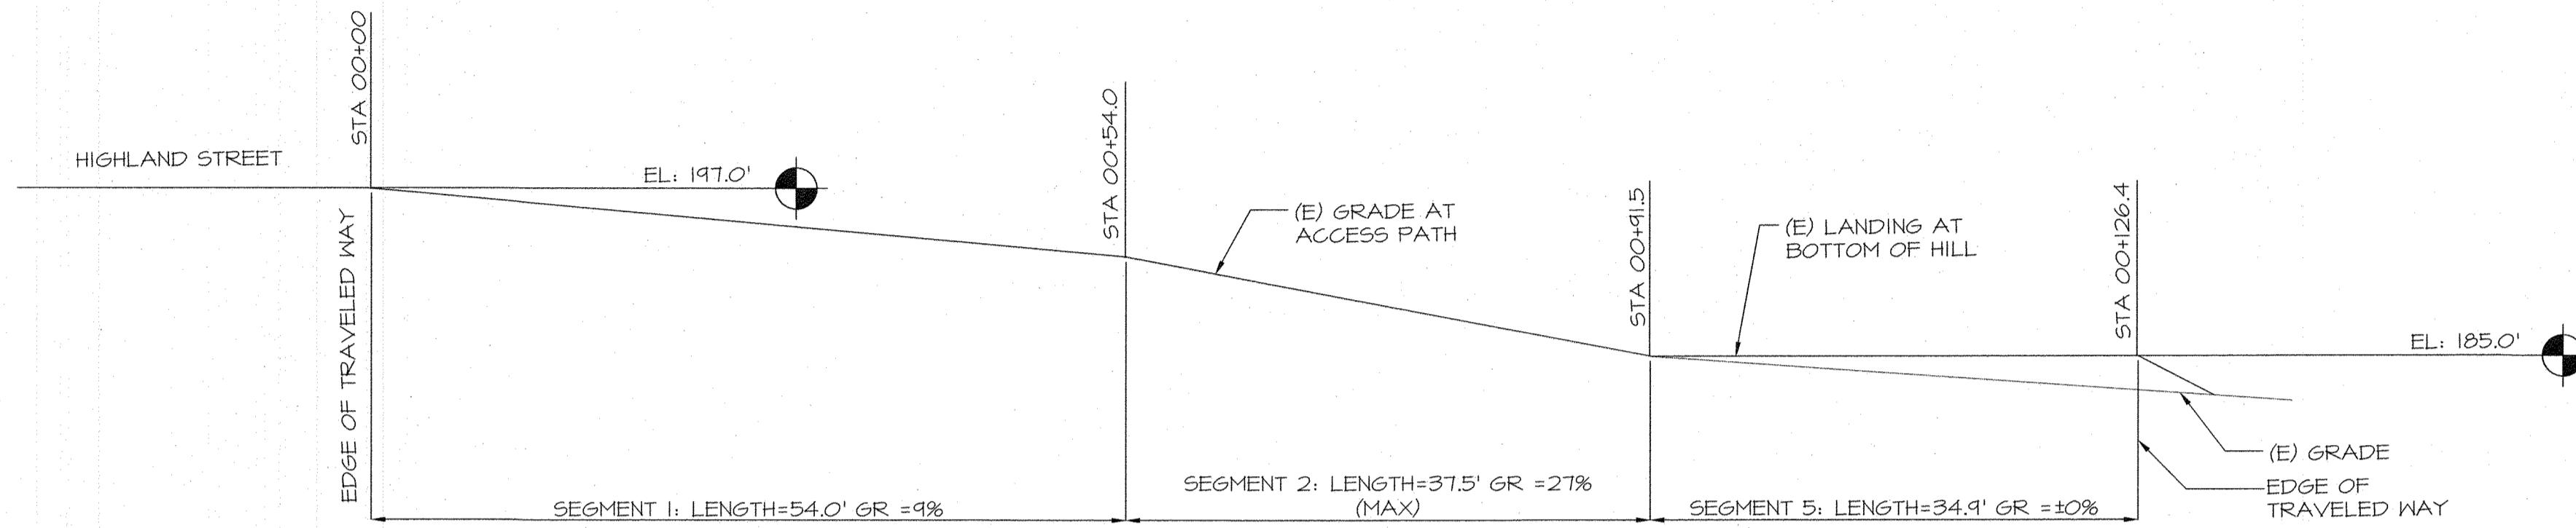 STA 00+00
HIGHLAND STREET
EL: 197.0'
EDGE OF TRAVELED WAY
STA 00+54.0
(E) GRADE AT
ACCESS PATH
STA 00+91.5
(E) LANDING AT
BOTTOM OF HILL
STA 00+126.4
EL: 185.0'
(E) GRADE
EDGE OF
TRAVELED WAY
SEGMENT 1: LENGTH=54.0' GR =9%
SEGMENT 2: LENGTH=37.5' GR =27%
(MAX)
SEGMENT 5: LENGTH=34.9' GR =±0%